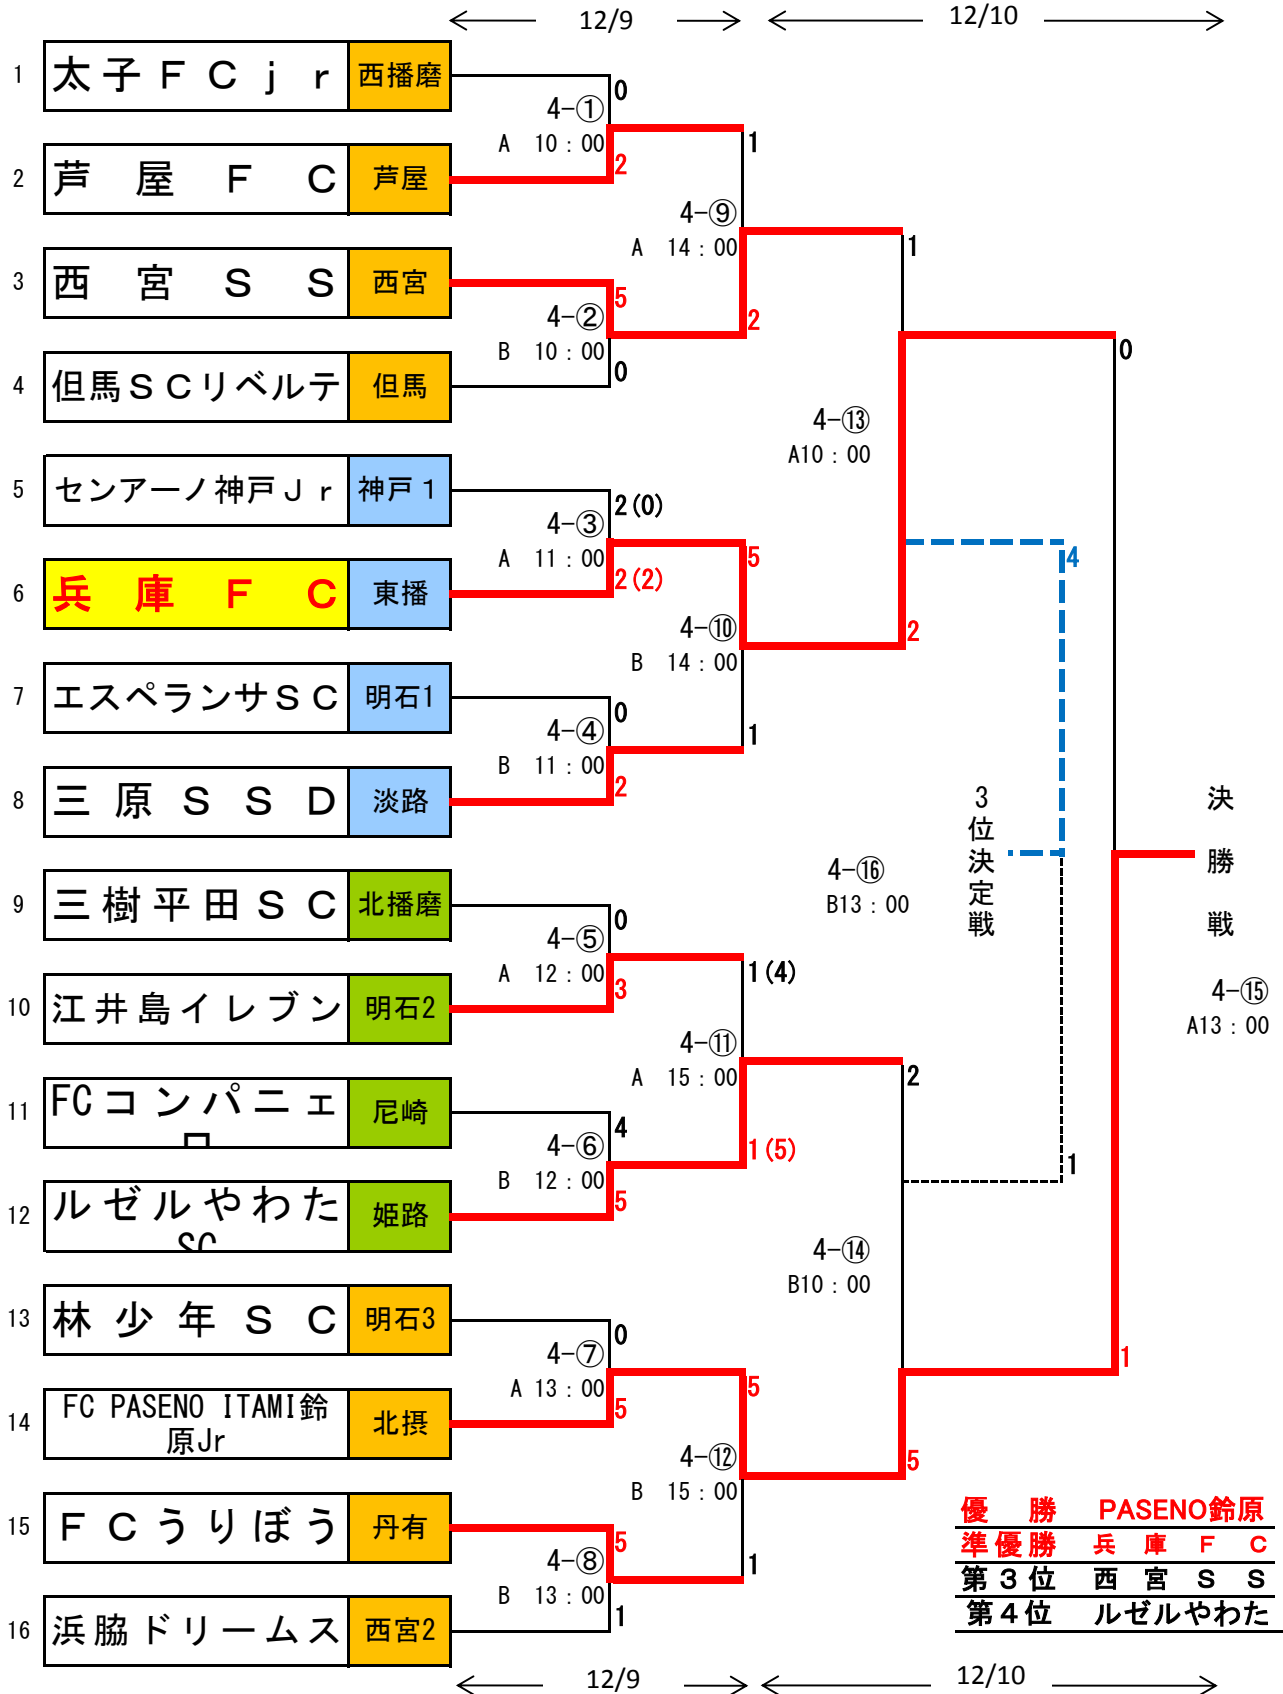 12/9
12/10
1 太子ＦＣｊｒ 西播磨
0
4-①
A 10：00
1
2 芦屋ＦＣ 芦屋
2
4-⑨
A 14：00
1
3 西宮ＳＳ 西宮
5
4-②
2
B 10：00
0
0
4 但馬ＳＣリベルテ 但馬
4-⑬
A10：00
5 センアーノ神戸Ｊｒ 神戸１
2(0)
4-③
A 11：00
5
4
6 兵庫ＦＣ 東播
2(2)
4-⑩
2
B 14：00
7 エスペランサＳＣ 明石1
0
4-④
1
B 11：00
8 三原ＳＳＤ 淡路
2
3位決定戦
決勝戦
4-⑯
B13：00
9 三樹平田ＳＣ 北播磨
0
4-⑤
A 12：00
1(4)
10 江井島イレブン 明石2
3
4-⑮
A13：00
4-⑪
A 15：00
2
11 FCコンパニェロ 尼崎
4
4-⑥
1(5)
1
B 12：00
12 ルゼルやわたSC 姫路
5
4-⑭
B10：00
13 林少年ＳＣ 明石3
0
4-⑦
1
A 13：00
5
14 FC PASENO ITAMI鈴
原Jr 北摂
5
4-⑫
5
B 15：00
15 ＦＣうりぼう 丹有
5
4-⑧
1
B 13：00
1
16 浜脇ドリームス 西宮2
優勝 PASENO鈴原
準優勝 兵庫ＦＣ
第３位 西宮ＳＳ
第４位 ルゼルやわた
12/9
12/10